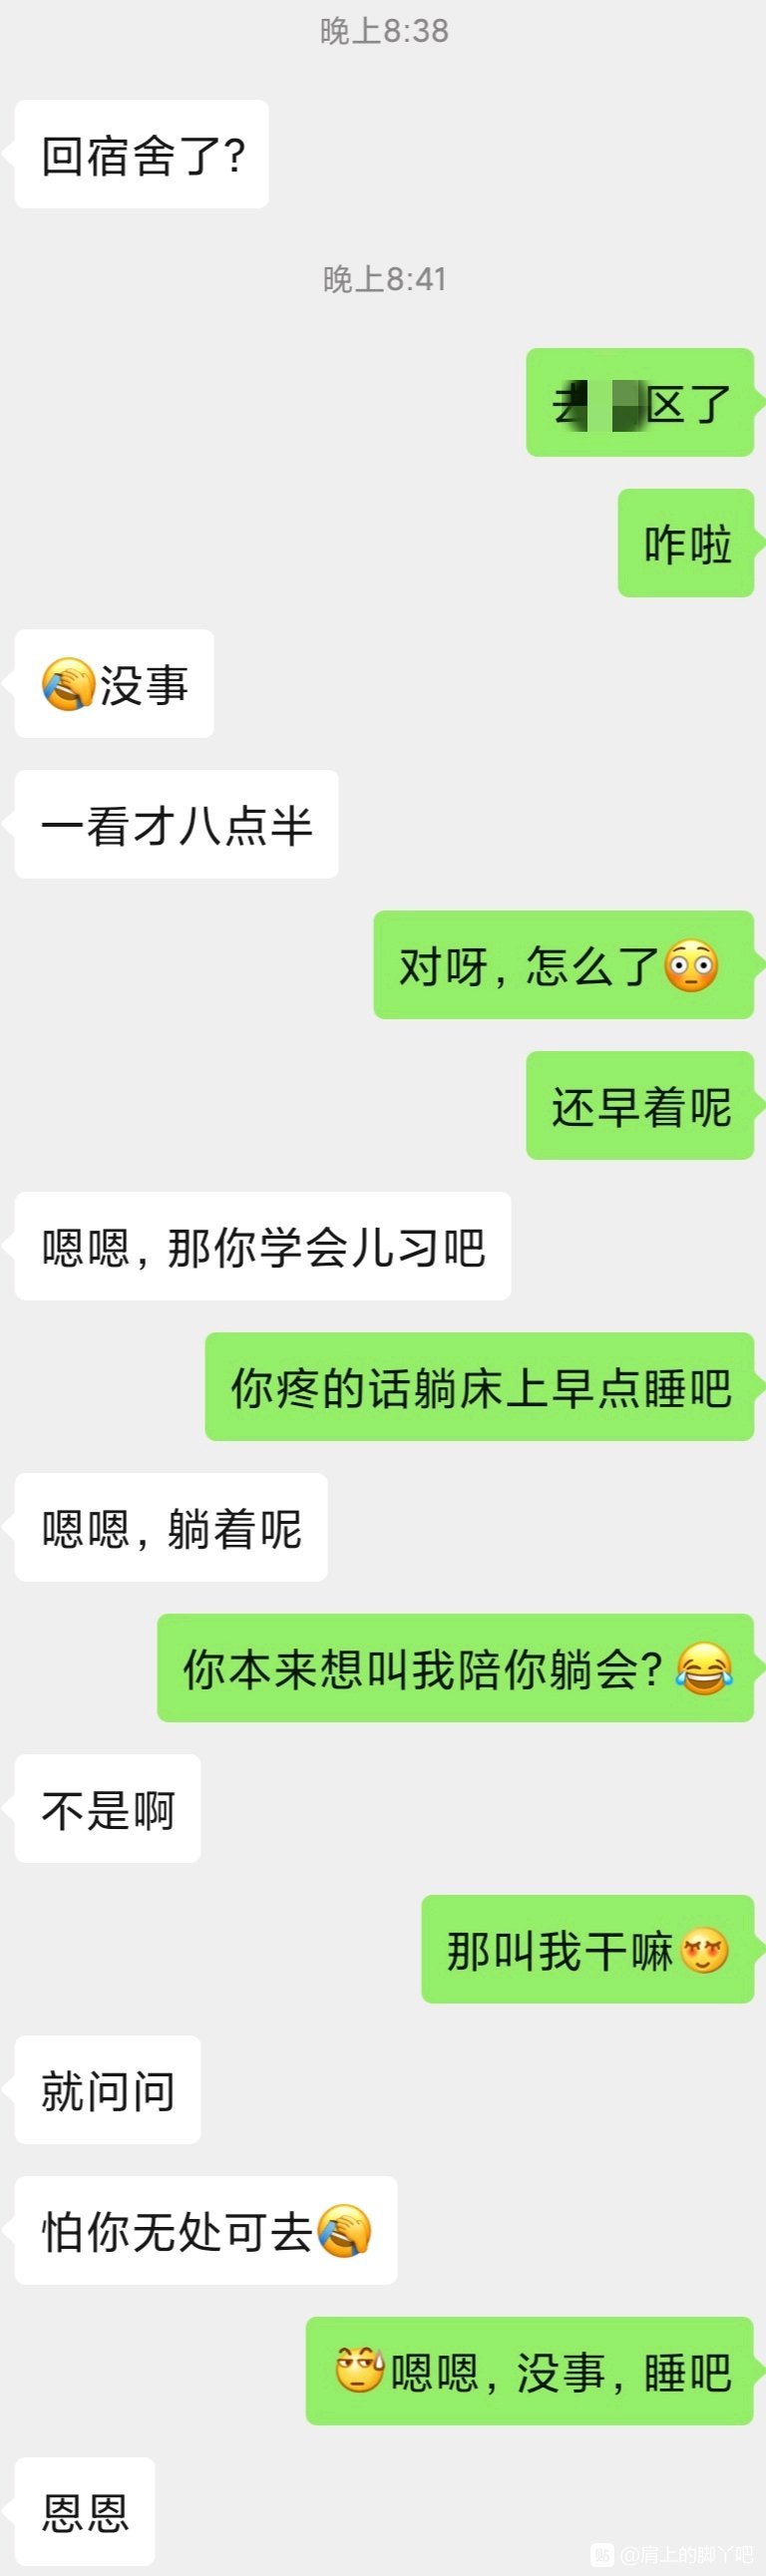 晚上8:38
回宿舍了?
晚上8:41
区了
咋啦
🤦没事
一看才八点半
对呀，怎么了😳
还早着呢
嗯嗯，那你学会儿习吧
你疼的话躺床上早点睡吧
嗯嗯，躺着呢
你本来想叫我陪你躺会?😂
不是啊
那叫我干嘛
就问问
怕你无处可去
嗯嗯，没事，睡吧
恩恩
贴 @肩上的脚丫吧